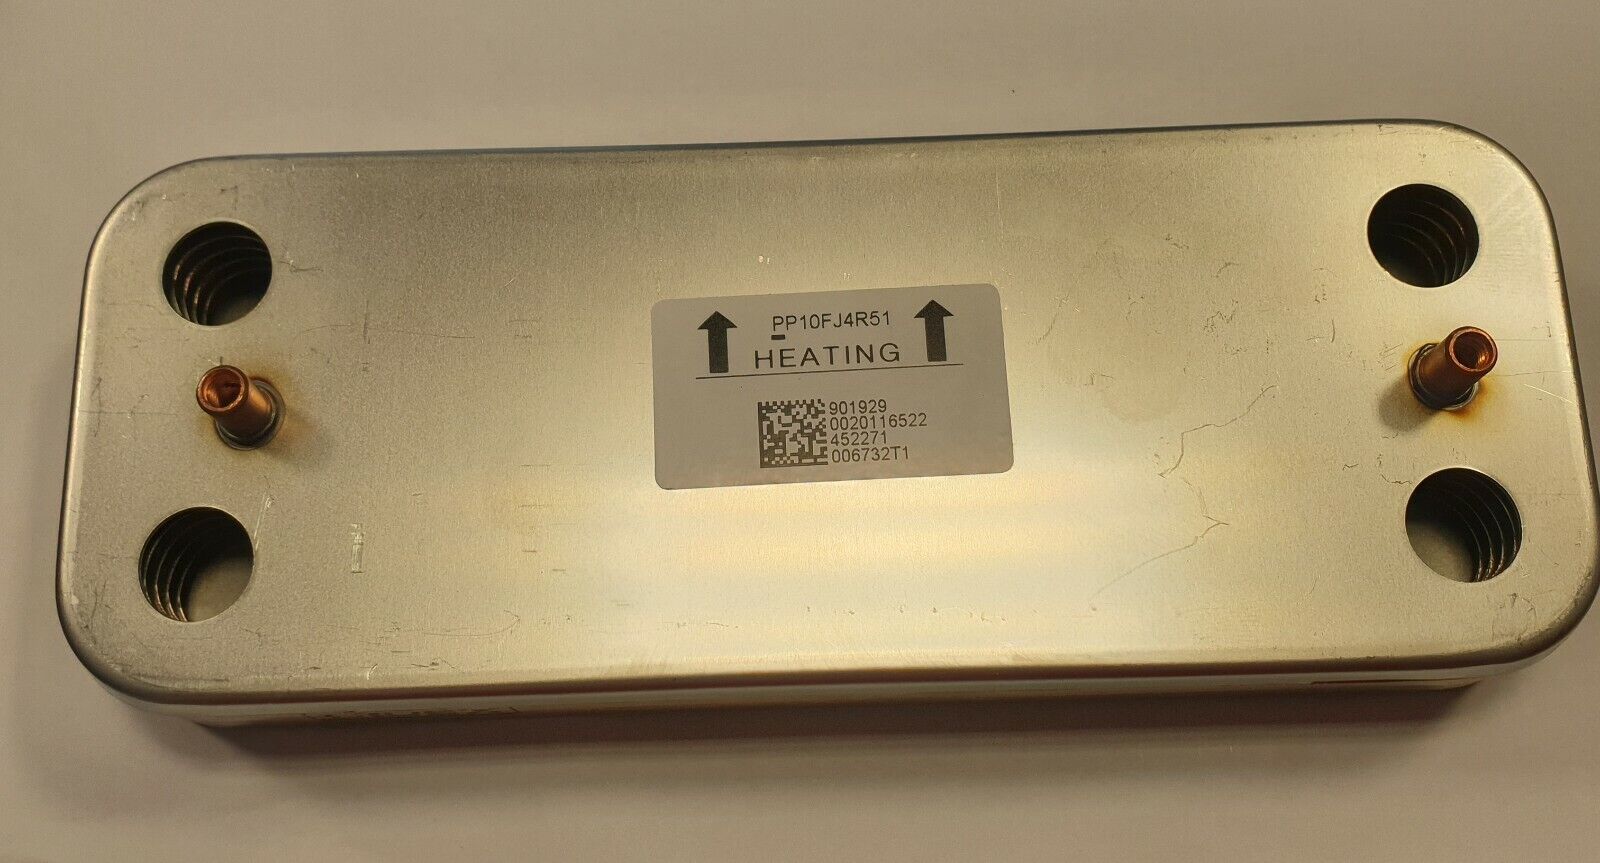 PP10FJ4R51
HEATING
901929
0020116522
452271
006732T1